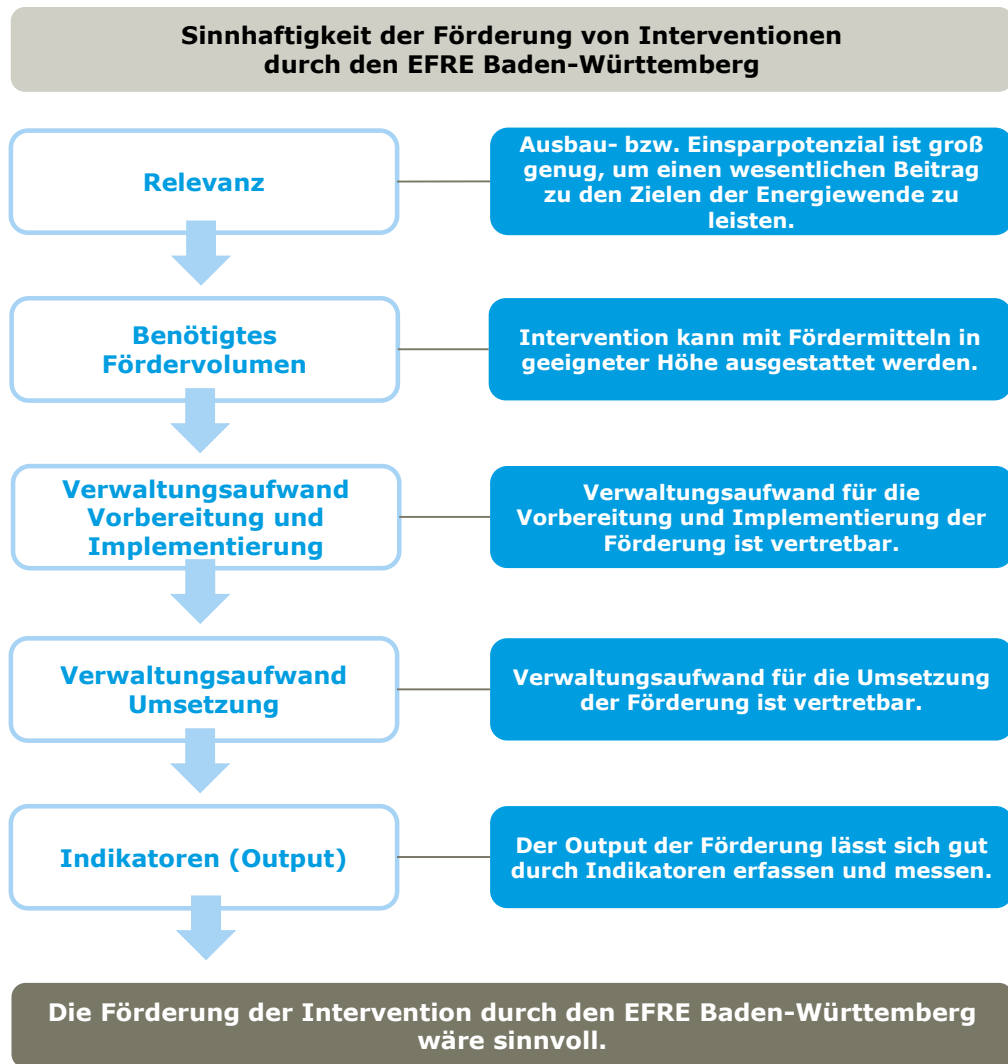 Sinnhaftigkeit der Förderung von Interventionen
durch den EFRE Baden-Württemberg
Relevanz
Ausbau- bzw. Einsparpotenzial ist groß
genug, um einen wesentlichen Beitrag
zu den Zielen der Energiewende zu
leisten.
Benötigtes
Fördervolumen
Intervention kann mit Fördermitteln in
geeigneter Höhe ausgestattet werden.
Verwaltungsaufwand
Vorbereitung und
Implementierung
Verwaltungsaufwand für die
Vorbereitung und Implementierung der
Förderung ist vertretbar.
Verwaltungsaufwand
Umsetzung
Verwaltungsaufwand für die Umsetzung
der Förderung ist vertretbar.
Indikatoren (Output)
Der Output der Förderung lässt sich gut
durch Indikatoren erfassen und messen.
Die Förderung der Intervention durch den EFRE Baden-Württemberg
wäre sinnvoll.